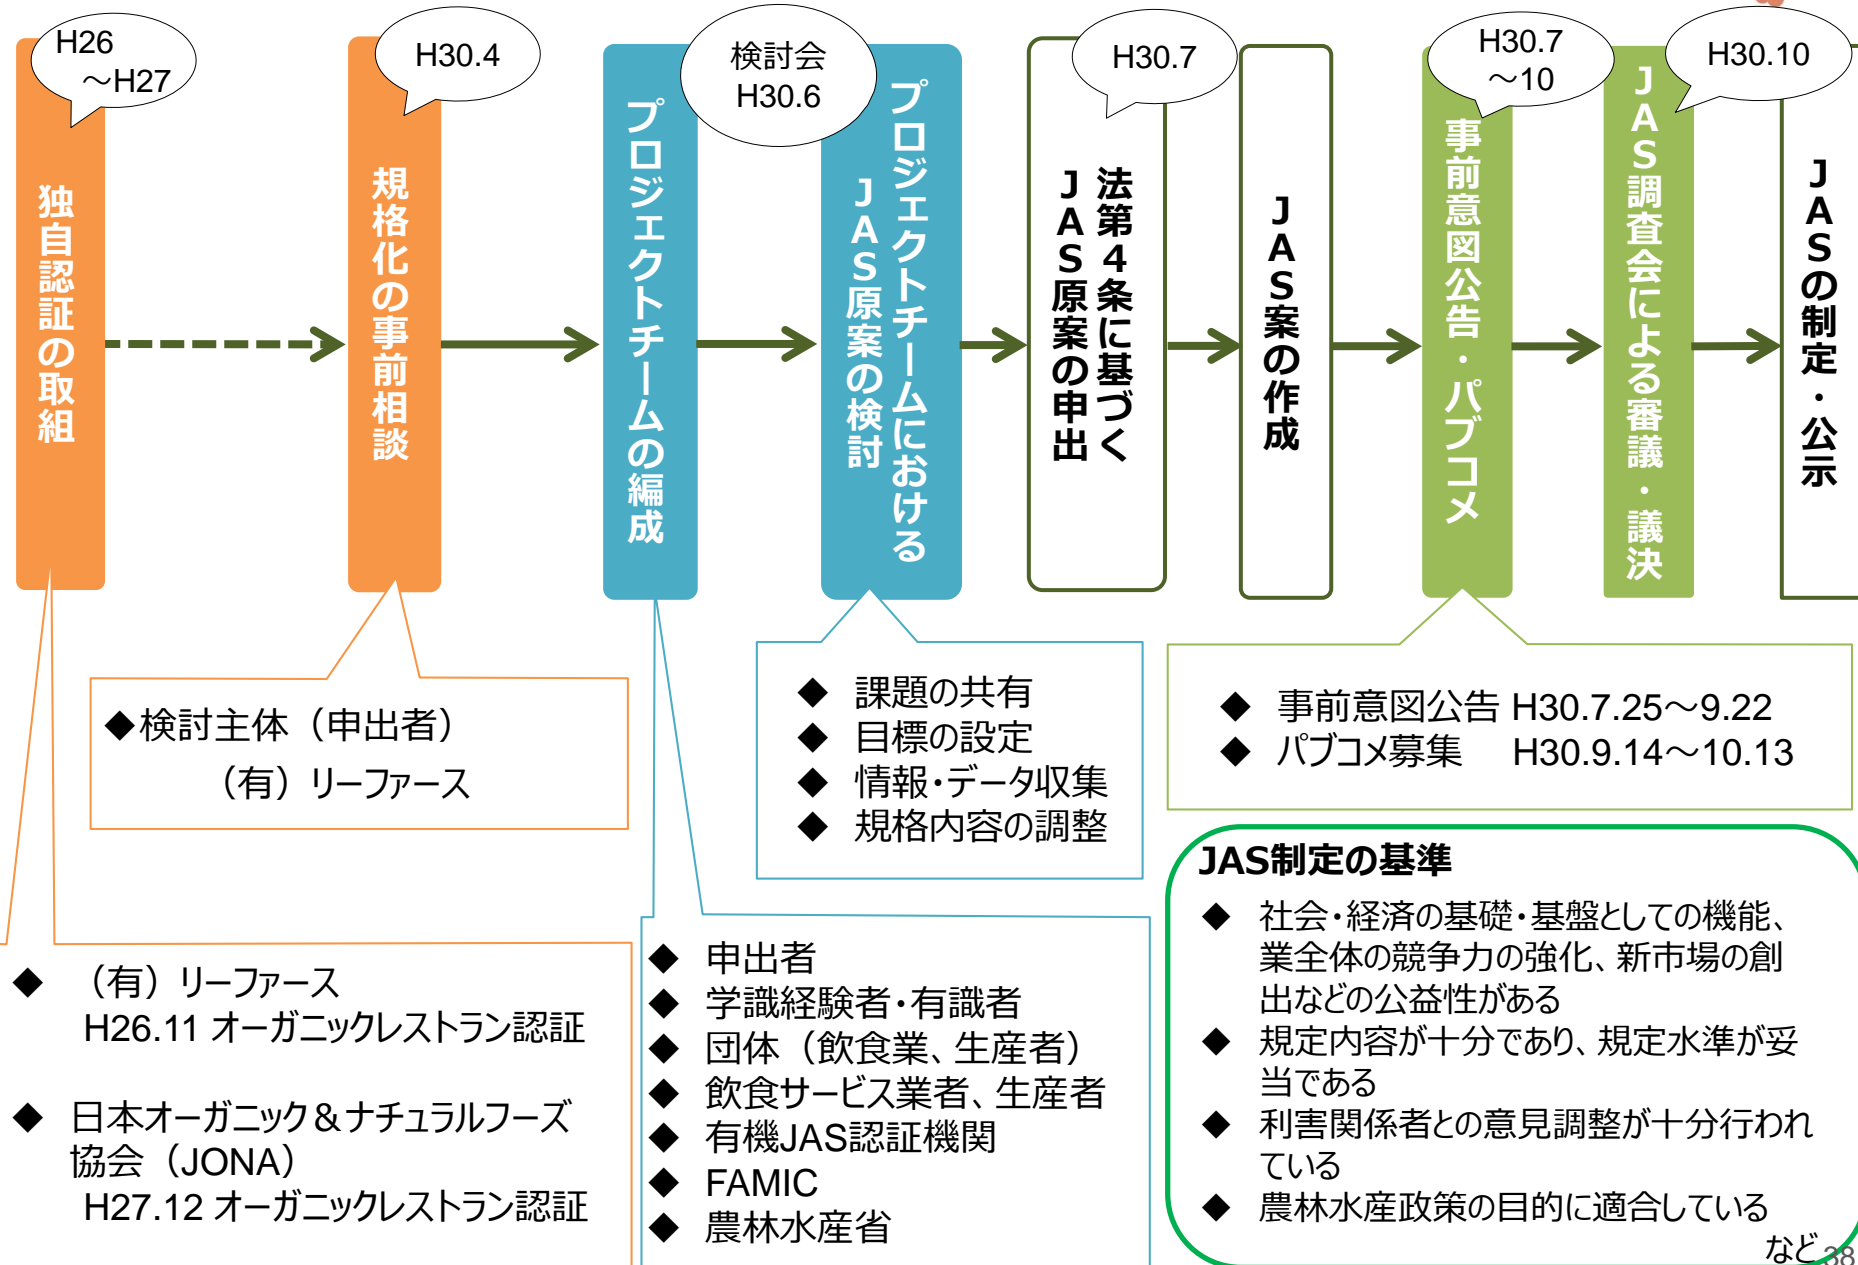 H26
～H27
H30.4
検討会
H30.6
H30.7
H30.7
～10
H30.10
独自認証の取組
規格化の事前相談
プロジェクトチームの編成
プロジェクトチームにおける
JAS原案の検討
法第４条に基づく
JAS原案の申出
JAS案の作成
事前意図公告・パブコメ
JAS調査会による審議・議決
JASの制定・公示
◆検討主体（申出者）
（有）リーファース
◆ 課題の共有
◆ 目標の設定
◆ 情報・データ収集
◆ 規格内容の調整
◆ 事前意図公告 H30.7.25～9.22
◆ パブコメ募集 H30.9.14～10.13
◆ （有）リーファース
H26.11 オーガニックレストラン認証
◆ 日本オーガニック＆ナチュラルフーズ
協会（JONA）
H27.12 オーガニックレストラン認証
◆ 申出者
◆ 学識経験者・有識者
◆ 団体（飲食業、生産者）
◆ 飲食サービス業者、生産者
◆ 有機JAS認証機関
◆ FAMIC
◆ 農林水産省
JAS制定の基準
◆ 社会・経済の基礎・基盤としての機能、
業全体の競争力の強化、新市場の創
出などの公益性がある
◆ 規定内容が十分であり、規定水準が妥
当である
◆ 利害関係者との意見調整が十分行われ
ている
◆ 農林水産政策の目的に適合している
など
38